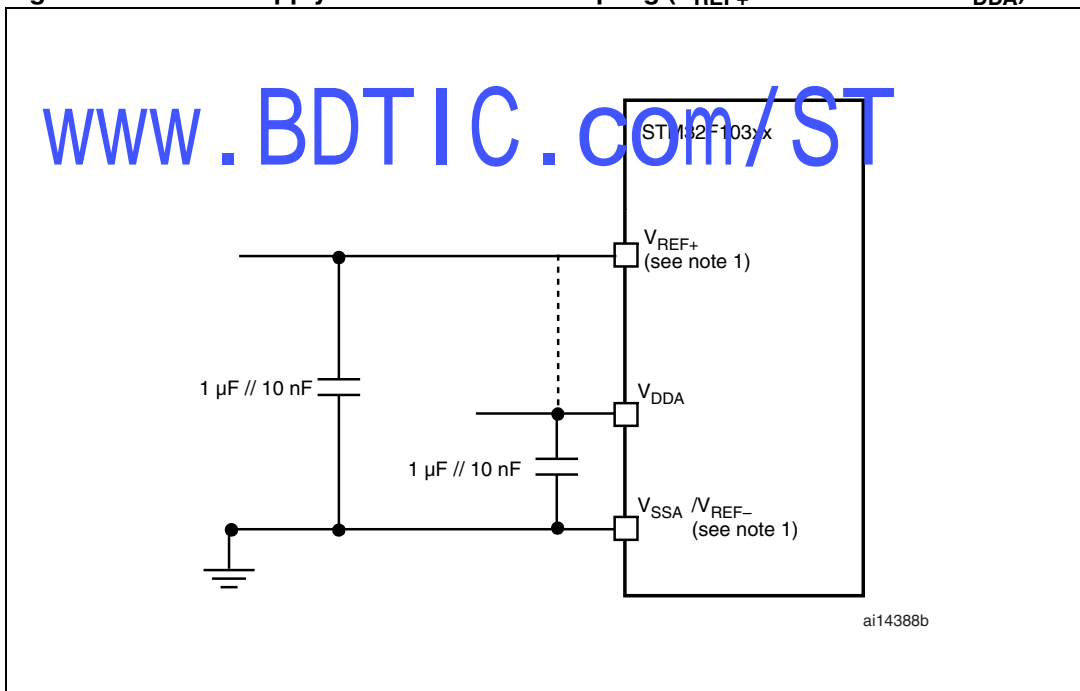 www.BDTIC.com/ST
STM32F103xx
VREF+
(see note 1)
1 µF // 10 nF
VDDA
1 µF // 10 nF
VSSA /VREF–
(see note 1)
ai14388b